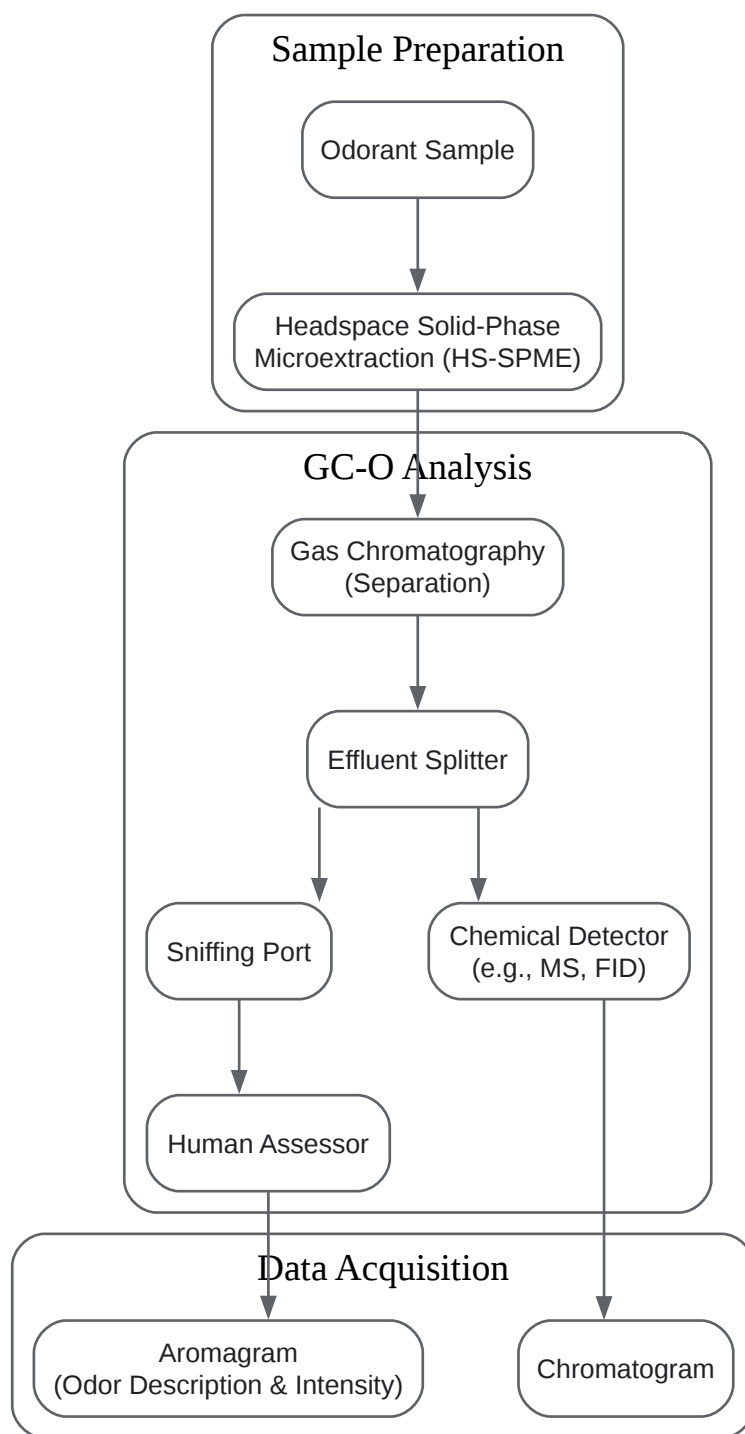 Sample Preparation
Odorant Sample
Headspace Solid-Phase
Microextraction (HS-SPME)
GC-O Analysis
Gas Chromatography
(Separation)
Effluent Splitter
Sniffing Port
Chemical Detector
(e.g., MS, FID)
Human Assessor
Data Acquisition
Aromagram
(Odor Description & Intensity)
Chromatogram